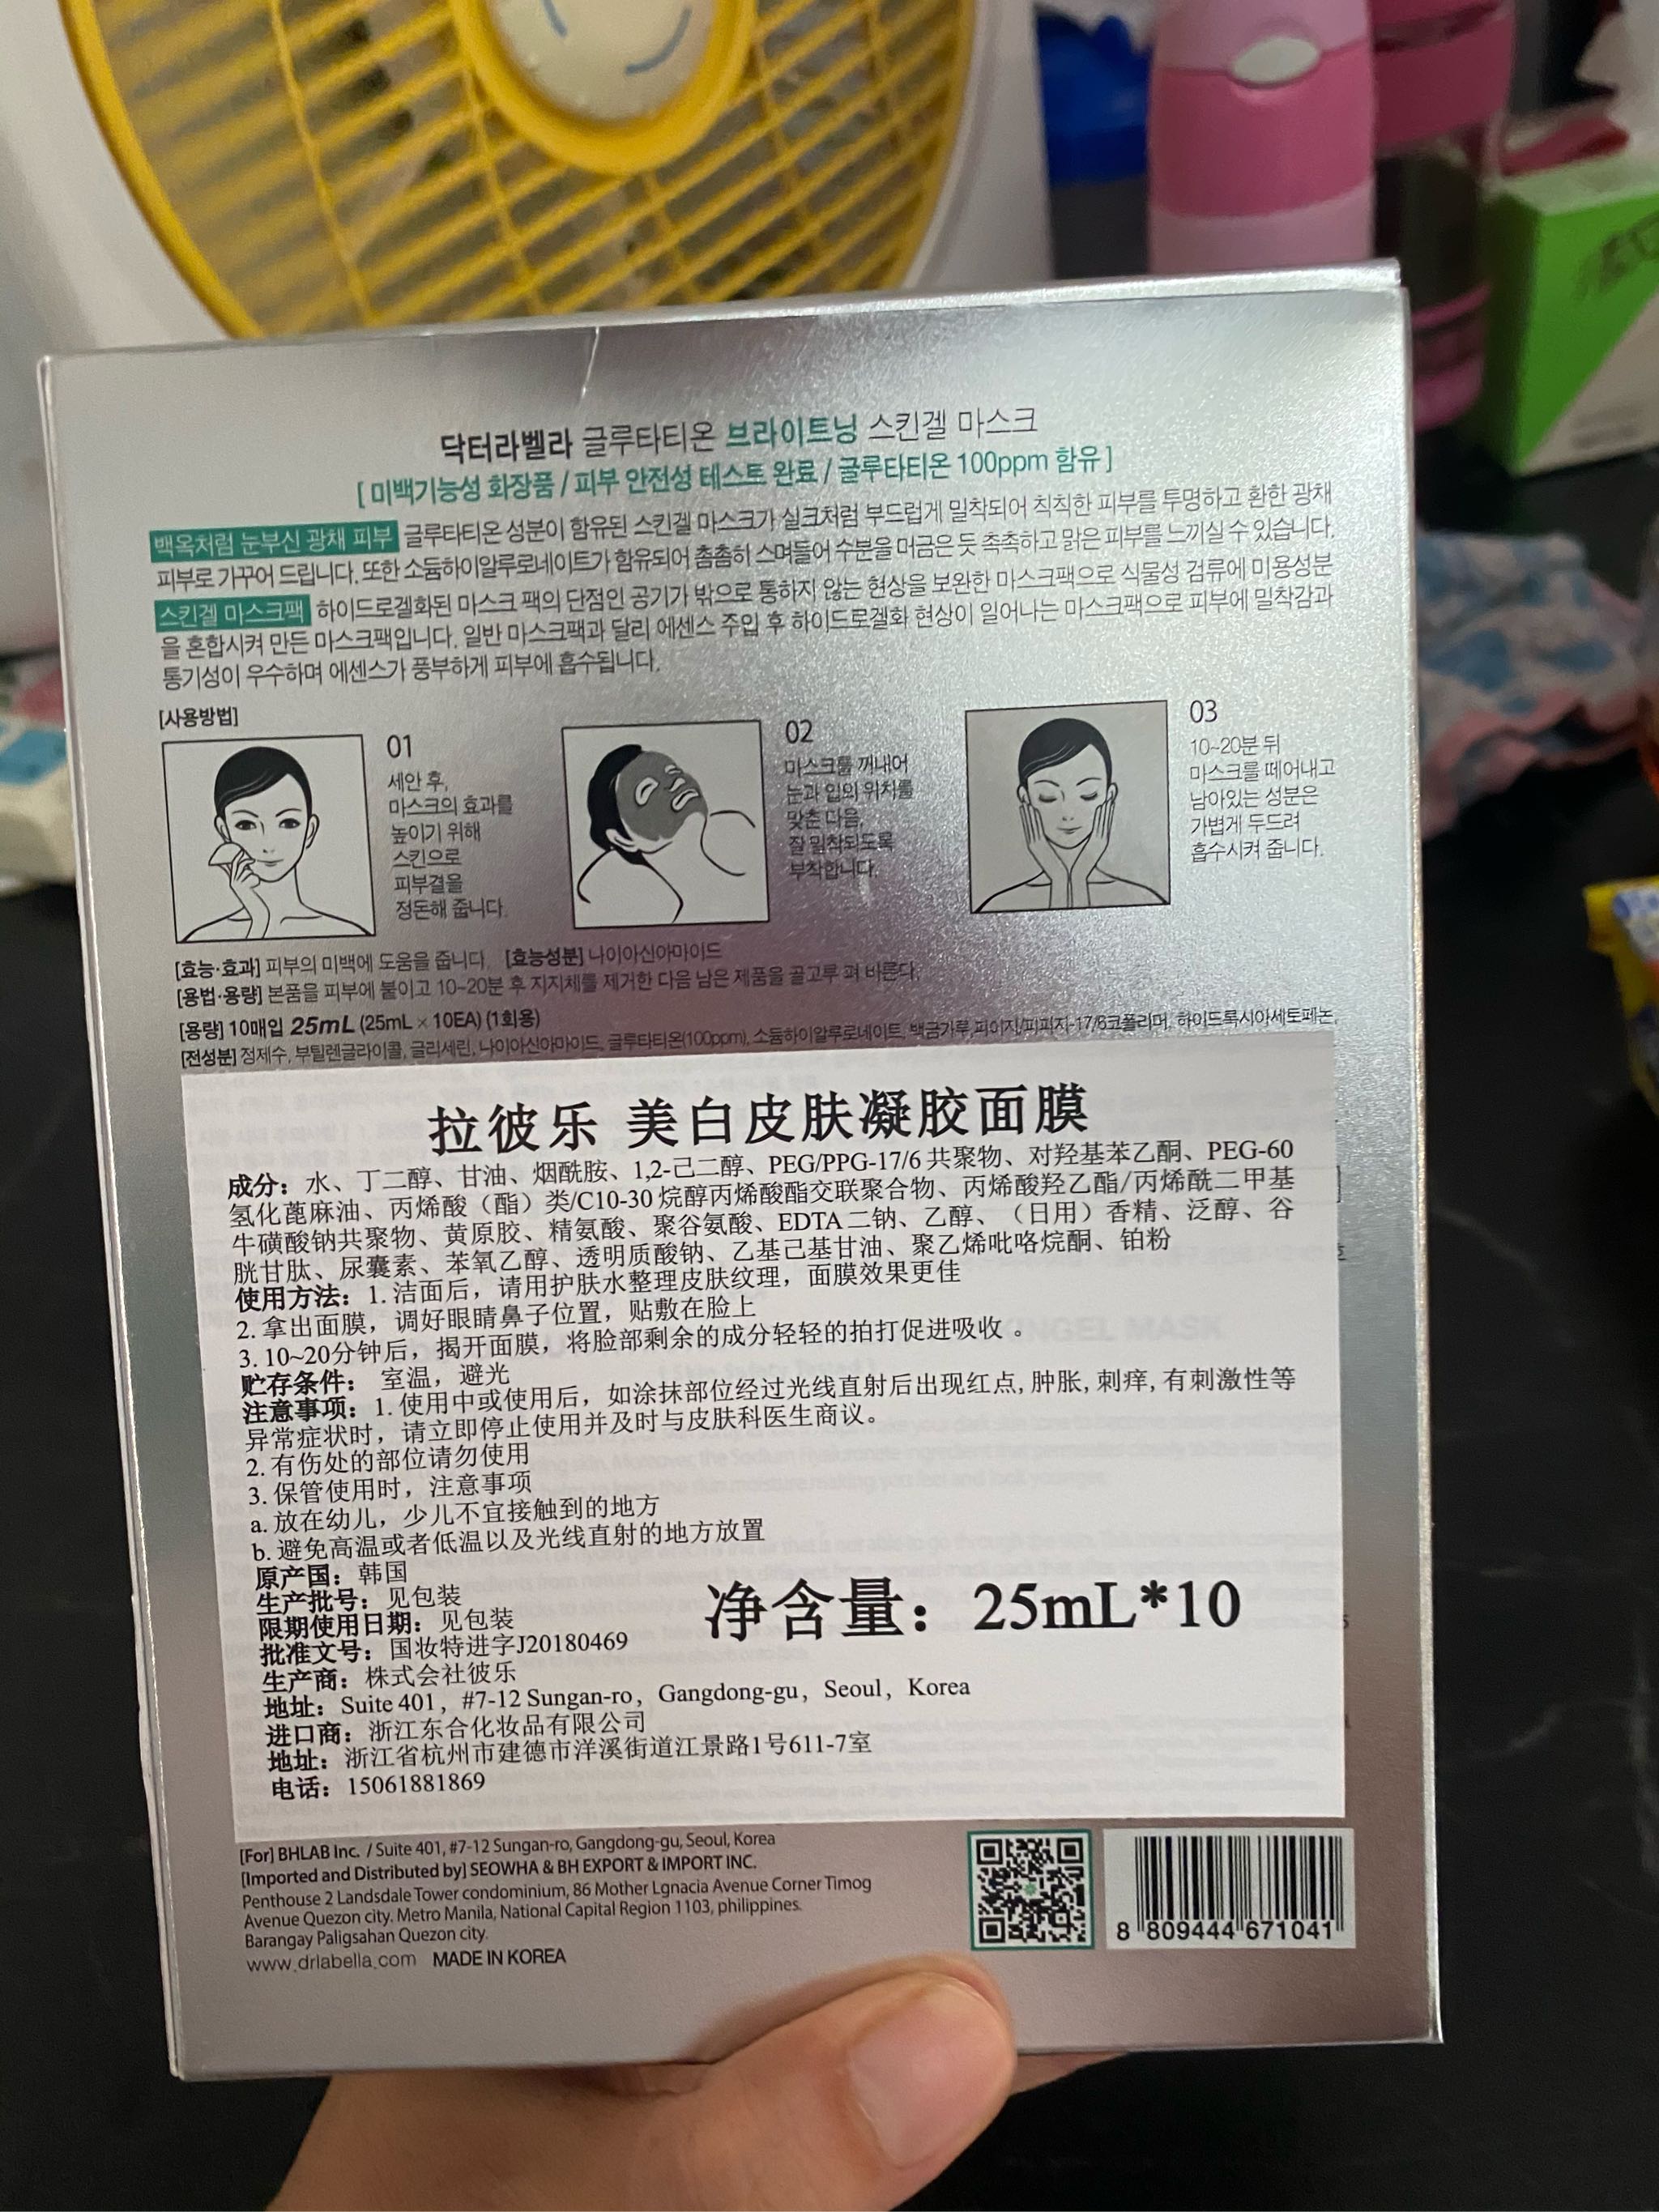 닥터라벨라 글루타티온 브라이트닝 스킨겔 마스크
[ 미백기능성 화장품 / 피부 안전성 테스트 완료 / 글루타티온 100ppm 함유 ]
백옥처럼 눈부신 광채 피부 글루타티온 성분이 함유된 스킨겔 마스크가 실크처럼 부드럽게 밀착되어 칙칙한 피부를 투명하고 환한 광채
피부로 가꾸어 드립니다. 또한 소듐하이알루로네이트가 함유되어 촘촘히 스며들어 수분을 머금은 듯 촉촉하고 맑은 피부를 느끼실 수 있습니다.
스킨겔 마스크팩 하이드로겔화된 마스크 팩의 단점인 공기가 밖으로 통하지 않는 현상을 보완한 마스크팩으로 식물성 검류에 미용성분
을 혼합시켜 만든 마스크팩입니다. 일반 마스크팩과 달리 에센스 주입 후 하이드로겔화 현상이 일어나는 마스크팩으로 피부에 밀착감과
통기성이 우수하며 에센스가 풍부하게 피부에 흡수됩니다.
[사용방법]
01
세안 후,
마스크의 효과를
높이기 위해
스킨으로
피부결을
정돈해 줍니다.
02
마스크를 꺼내어
눈과 입의 위치를
맞춘 다음,
잘 밀착되도록
부착합니다.
03
10~20분 뒤
마스크를 떼어내고
남아있는 성분은
가볍게 두드려
흡수시켜 줍니다.
[효능·효과] 피부의 미백에 도움을 줍니다. [효능성분] 나이아신아마이드
[용법·용량] 본품을 피부에 붙이고 10~20분 후 지지체를 제거한 다음 남은 제품을 골고루 펴 바른다.
[용량] 10매입 25mL (25mL × 10EA) (1회용)
[전성분] 정제수, 부틸렌글라이콜, 글리세린, 나이아신아마이드, 글루타티온(100ppm), 소듐하이알루로네이트, 백금가루, 피이지/피피지-17/6코폴리머, 하이드록시아세토페논,
拉彼乐 美白皮肤凝胶面膜
成分：水、丁二醇、甘油、烟酰胺、1,2-己二醇、PEG/PPG-17/6 共聚物、对羟基苯乙酮、PEG-60
氢化蓖麻油、丙烯酸（酯）类/C10-30 烷醇丙烯酸酯交联聚合物、丙烯酸羟乙酯/丙烯酰二甲基
牛磺酸钠共聚物、黄原胶、精氨酸、聚谷氨酸、EDTA 二钠、乙醇、（日用）香精、泛醇、谷
胱甘肽、尿囊素、苯氧乙醇、透明质酸钠、乙基己基甘油、聚乙烯吡咯烷酮、铂粉
使用方法：1. 洁面后，请用护肤水整理皮肤纹理，面膜效果更佳
2. 拿出面膜，调好眼睛鼻子位置，贴敷在脸上
3. 10~20分钟后，揭开面膜，将脸部剩余的成分轻轻的拍打促进吸收 。
贮存条件： 室温，避光
注意事项：1. 使用中或使用后，如涂抹部位经过光线直射后出现红点, 肿胀, 刺痒, 有刺激性等
异常症状时，请立即停止使用并及时与皮肤科医生商议。
2. 有伤处的部位请勿使用
3. 保管使用时，注意事项
a. 放在幼儿，少儿不宜接触到的地方
b. 避免高温或者低温以及光线直射的地方放置
原产国：韩国
生产批号：见包装
限期使用日期：见包装
净含量：25mL*10
批准文号：国妆特进字J20180469
生产商：株式会社彼乐
地址：Suite 401，#7-12 Sungan-ro，Gangdong-gu，Seoul，Korea
进口商：浙江东合化妆品有限公司
地址：浙江省杭州市建德市洋溪街道江景路1号611-7室
电话：15061881869
[For] BHLAB Inc. / Suite 401, #7-12 Sungan-ro, Gangdong-gu, Seoul, Korea
[Imported and Distributed by] SEOWHA & BH EXPORT & IMPORT INC.
Penthouse 2 Landsdale Tower condominium, 86 Mother Lgnacia Avenue Corner Timog
Avenue Quezon city. Metro Manila, National Capital Region 1103, philippines.
Barangay Paligsahan Quezon city.
www.drlabella.com MADE IN KOREA
8 809444 671041